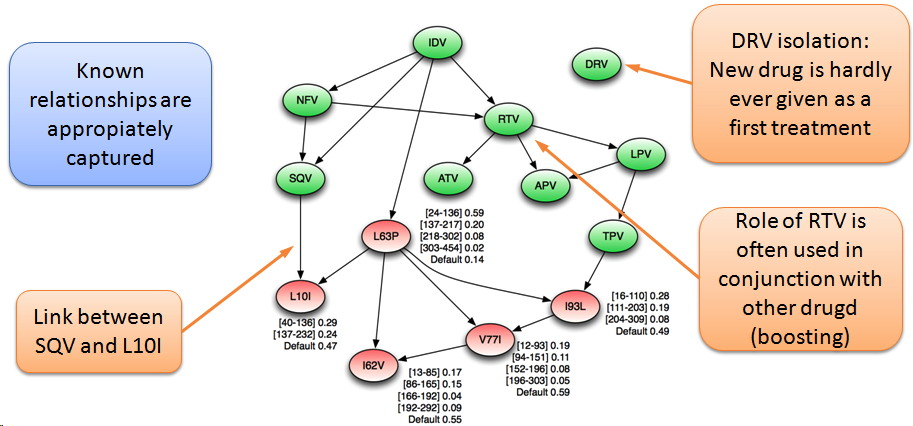 Known
relationships are
appropiately
captured
IDV
DRV
DRV isolation:
New drug is hardly
ever given as a
first treatment
NFV
RTV
LPV
SQV
ATV
APV
L63P
[24-136] 0.59
[137-217] 0.20
[218-302] 0.08
[303-454] 0.02
Default 0.14
TPV
Role of RTV is
often used in
conjunction with
other drugd
(boosting)
Link between
SQV and L10I
L10I
[40-136] 0.29
[137-232] 0.24
Default 0.47
I93L
[16-110] 0.28
[111-203] 0.19
[204-309] 0.08
Default 0.49
V77I
[12-93] 0.19
[94-151] 0.11
[152-196] 0.08
[196-303] 0.05
Default 0.59
I62V
[13-85] 0.17
[86-165] 0.15
[166-192] 0.04
[192-292] 0.09
Default 0.55